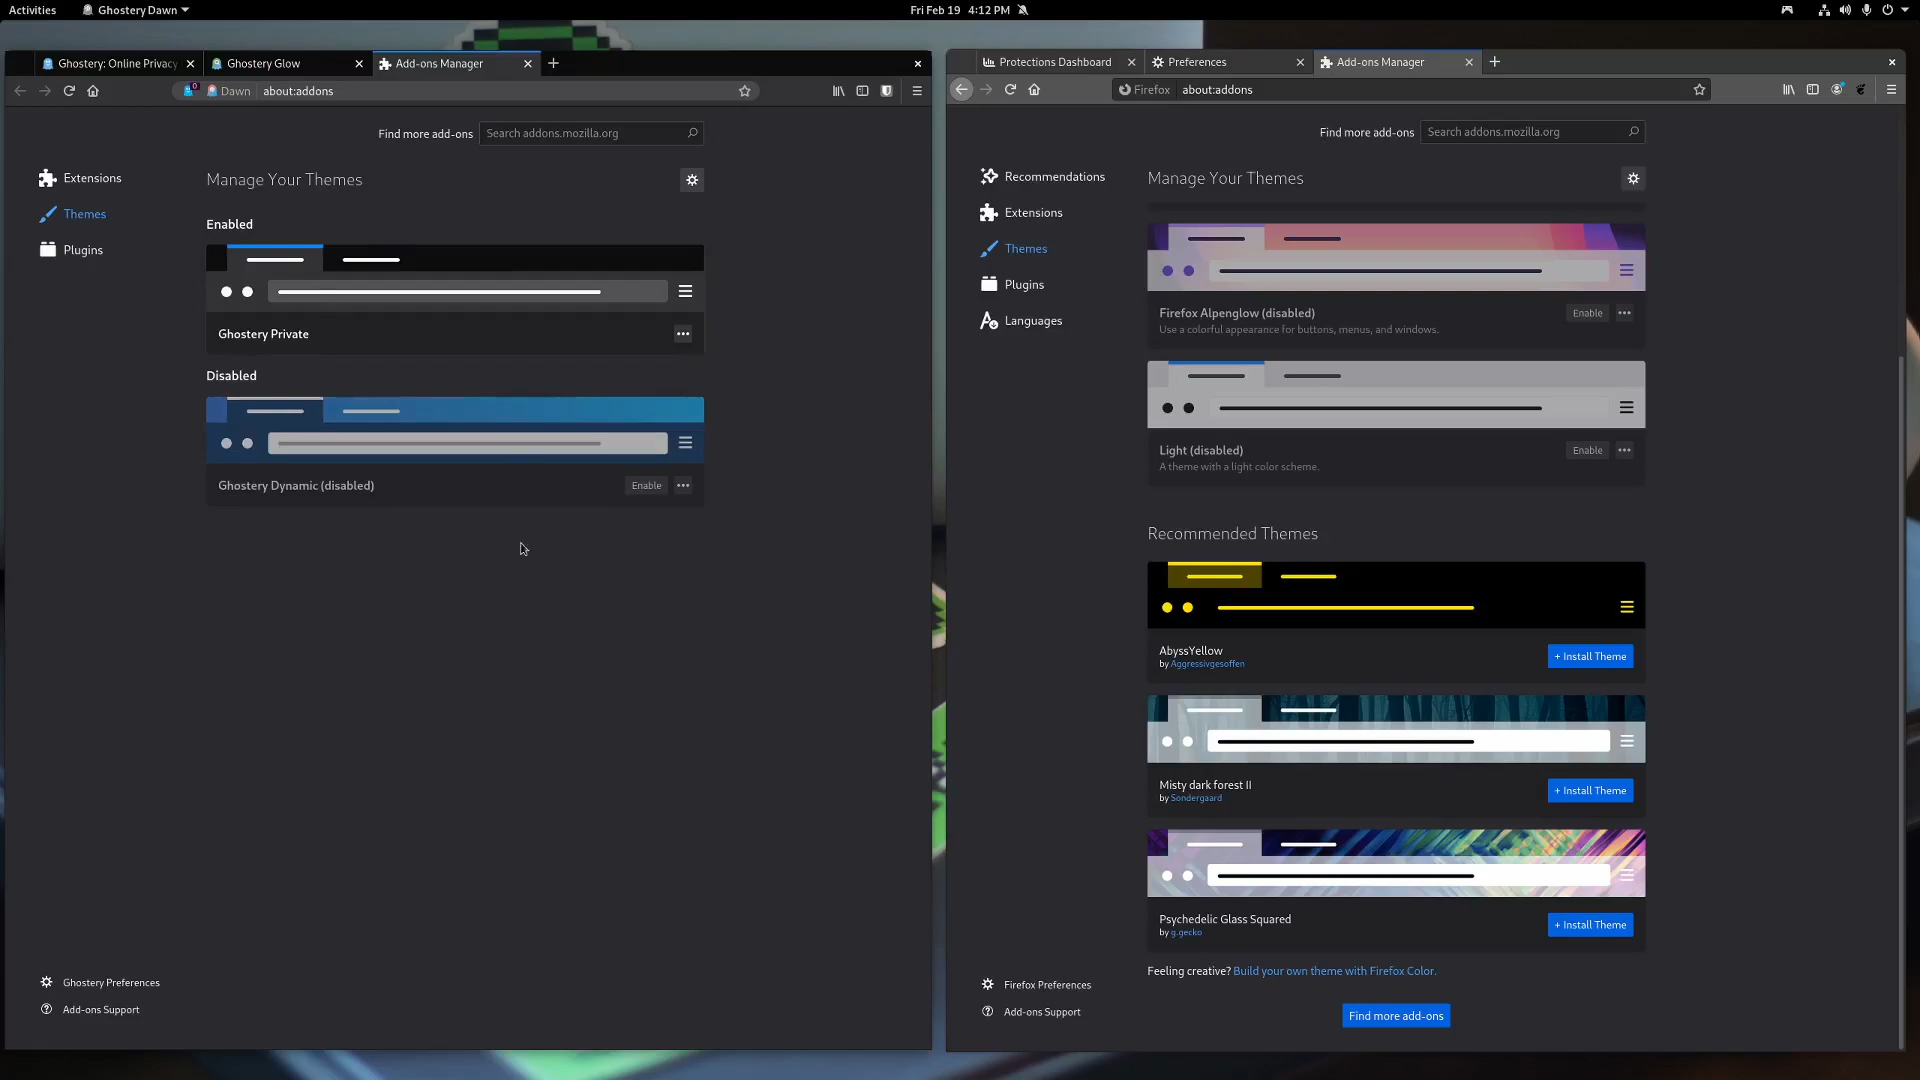 Activities
Ghostery Dawn
Fri Feb 19 4:12 PM
Ghostery: Online Privacy
Ghostery Glow
Add-ons Manager
0
Dawn
about:addons
Find more add-ons
Search addons.mozilla.org
Extensions
Themes
Plugins
Manage Your Themes
Enabled
Ghostery Private
Disabled
Ghostery Dynamic (disabled)
Enable
Ghostery Preferences
Add-ons Support
Protections Dashboard
Preferences
Add-ons Manager
Firefox
about:addons
Find more add-ons
Search addons.mozilla.org
Recommendations
Extensions
Themes
Plugins
Languages
Manage Your Themes
Firefox Alpenglow (disabled)
Enable
Use a colorful appearance for buttons, menus, and windows.
Light (disabled)
Enable
A theme with a light color scheme.
Recommended Themes
AbyssYellow
by Aggressivgesoffen
+ Install Theme
Misty dark forest II
by Sondergaard
+ Install Theme
Psychedelic Glass Squared
by g.gecko
+ Install Theme
Feeling creative? Build your own theme with Firefox Color.
Find more add-ons
Firefox Preferences
Add-ons Support